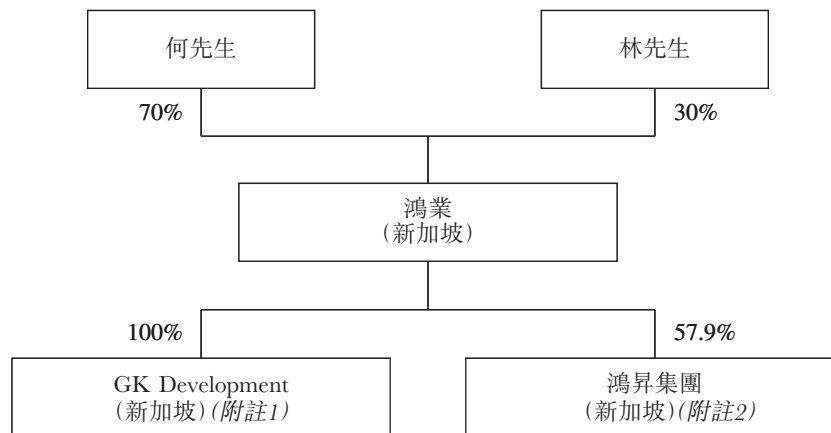 何先生
林先生
70%
30%
鴻業
(新加坡)
100%
57.9%
GK Development
(新加坡)(附註1)
鴻昇集團
(新加坡)(附註2)